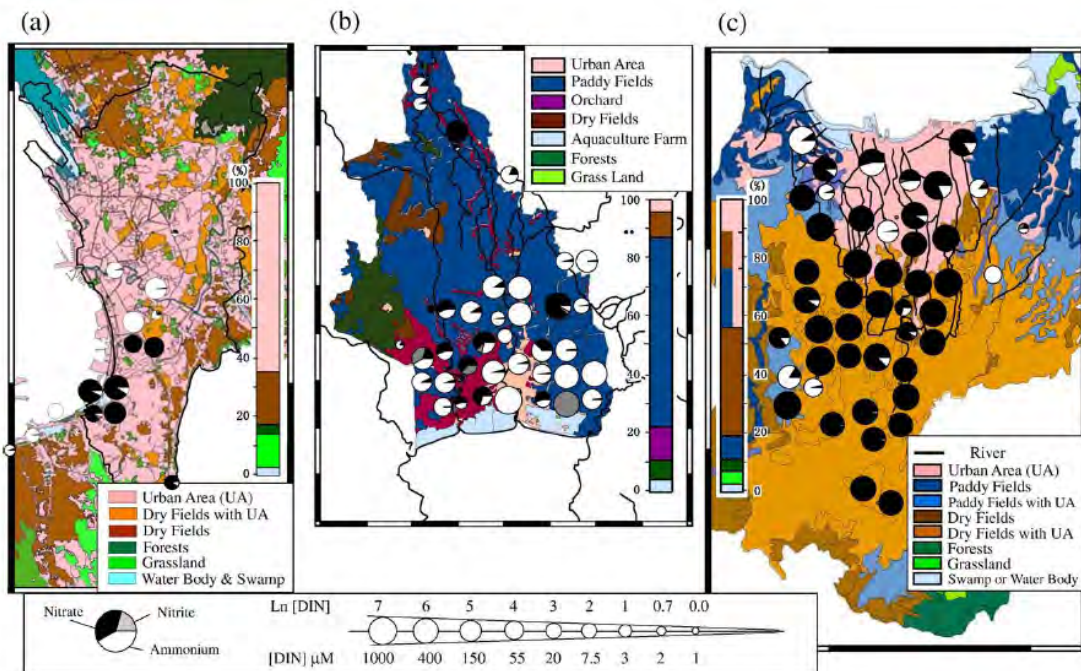 (a)
(b)
(c)
Urban Area
Paddy Fields
Orchard
Dry Fields
Aquaculture Farm
Forests
Grass Land
(%)
100
80
60
40
20
0
100
80
60
40
20
0
(%)
100
80
60
40
20
0
Urban Area (UA)
Dry Fields with UA
Dry Fields
Forests
Grassland
Water Body & Swamp
River
Urban Area (UA)
Paddy Fields
Paddy Fields with UA
Dry Fields
Dry Fields with UA
Forests
Grassland
Swamp or Water Body
Nitrate
Nitrite
Ammonium
Ln [DIN] 7 6 5 4 3 2 1 0.7 0.0
[DIN] μM 1000 400 150 55 20 7.5 3 2 1